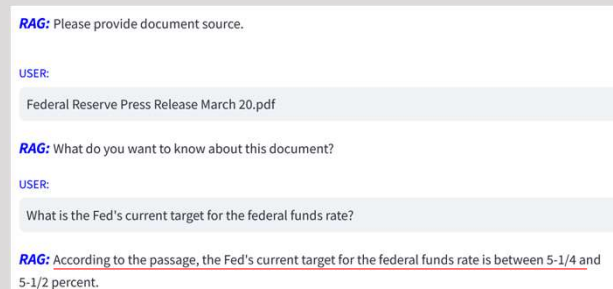 RAG: Please provide document source.
USER:
Federal Reserve Press Release March 20.pdf
RAG: What do you want to know about this document?
USER:
What is the Fed's current target for the federal funds rate?
RAG: According to the passage, the Fed's current target for the federal funds rate is between 5-1/4 and
5-1/2 percent.